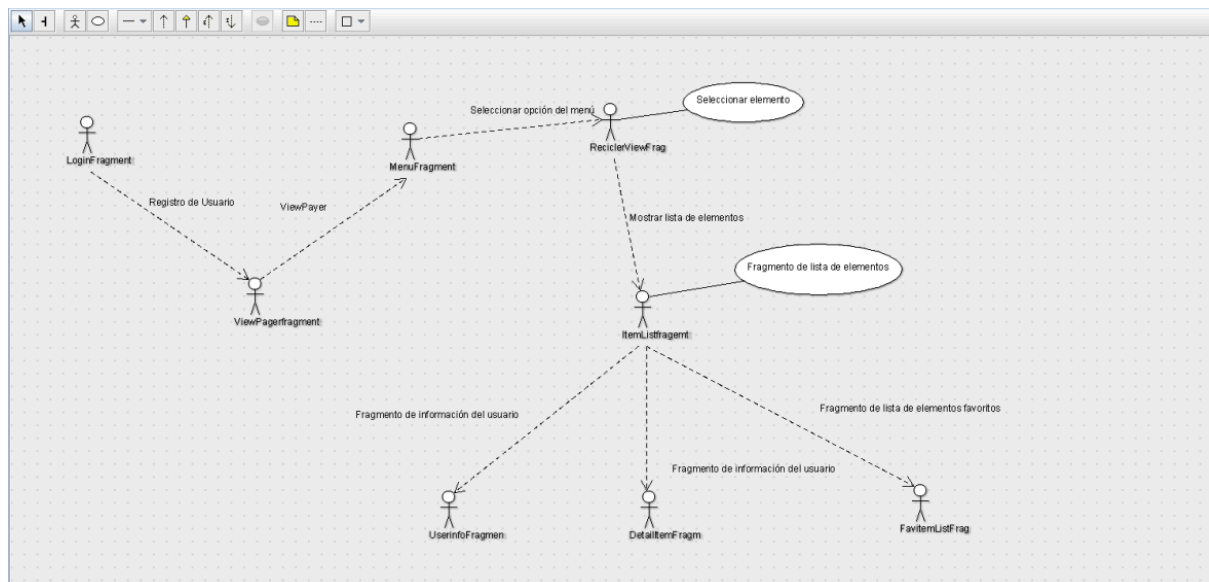 Seleccionar elemento
Seleccionar opción del menú
ReciclerViewFrag
LoginFragment
MenuFragment
Registro de Usuario
ViewPayer
Mostrar lista de elementos
Fragmento de lista de elementos
ViewPagerfragment
ItemListfragemt
Fragmento de información del usuario
Fragmento de lista de elementos favoritos
Fragmento de información del usuario
UserinfoFragmen
DetailItemFragm
FavitemListFrag